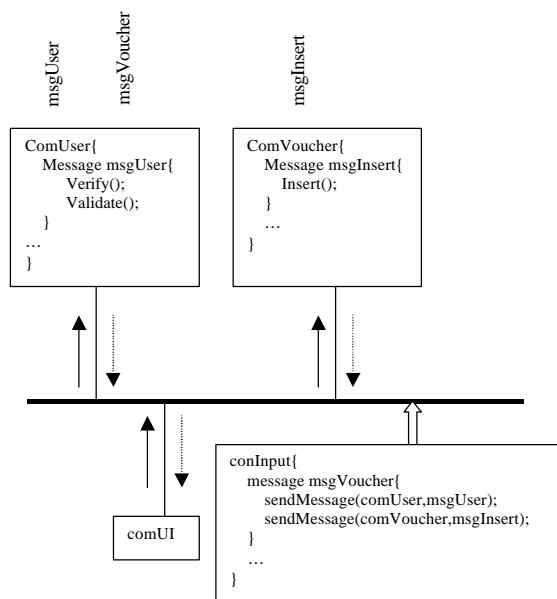 msgUser
msgVoucher
msgInsert
ComUser{
Message msgUser{
Verify();
Validate();
}
…
}
ComVoucher{
Message msgInsert{
Insert();
}
…
}
comUI
conInput{
message msgVoucher{
sendMessage(comUser,msgUser);
sendMessage(comVoucher,msgInsert);
}
…
}